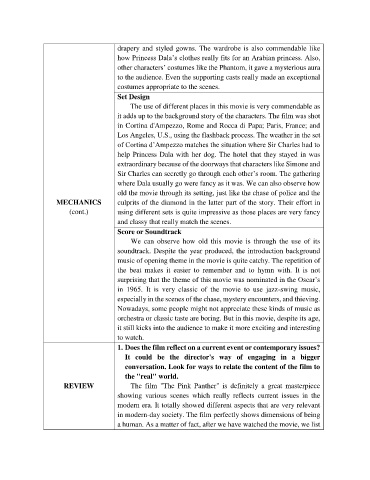 drapery and styled gowns. The wardrobe is also commendable like
how Princess Dala's clothes really fits for an Arabian princess. Also,
other characters' costumes like the Phantom, it gave a mysterious aura
to the audience. Even the supporting casts really made an exceptional
costumes appropriate to the scenes.
MECHANICS
(cont.)
Set Design
The use of different places in this movie is very commendable as
it adds up to the background story of the characters. The film was shot
in Cortina d'Ampezzo, Rome and Rocca di Papa; Paris, France; and
Los Angeles, U.S., using the flashback process. The weather in the set
of Cortina d'Ampezzo matches the situation where Sir Charles had to
help Princess Dala with her dog. The hotel that they stayed in was
extraordinary because of the doorways that characters like Simone and
Sir Charles can secretly go through each other's room. The gathering
where Dala usually go were fancy as it was. We can also observe how
old the movie through its setting, just like the chase of police and the
culprits of the diamond in the latter part of the story. Their effort in
using different sets is quite impressive as those places are very fancy
and classy that really match the scenes.
Score or Soundtrack
We can observe how old this movie is through the use of its
soundtrack. Despite the year produced, the introduction background
music of opening theme in the movie is quite catchy. The repetition of
the beat makes it easier to remember and to hymn with. It is not
surprising that the theme of this movie was nominated in the Oscar's
in 1965. It is very classic of the movie to use jazz-swing music,
especially in the scenes of the chase, mystery encounters, and thieving.
Nowadays, some people might not appreciate these kinds of music as
orchestra or classic taste are boring. But in this movie, despite its age,
it still kicks into the audience to make it more exciting and interesting
to watch.
REVIEW
1. Does the film reflect on a current event or contemporary issues?
It could be the director's way of engaging in a bigger
conversation. Look for ways to relate the content of the film to
the "real" world.
The film "The Pink Panther" is definitely a great masterpiece
showing various scenes which really reflects current issues in the
modern era. It totally showed different aspects that are very relevant
in modern-day society. The film perfectly shows dimensions of being
a human. As a matter of fact, after we have watched the movie, we list